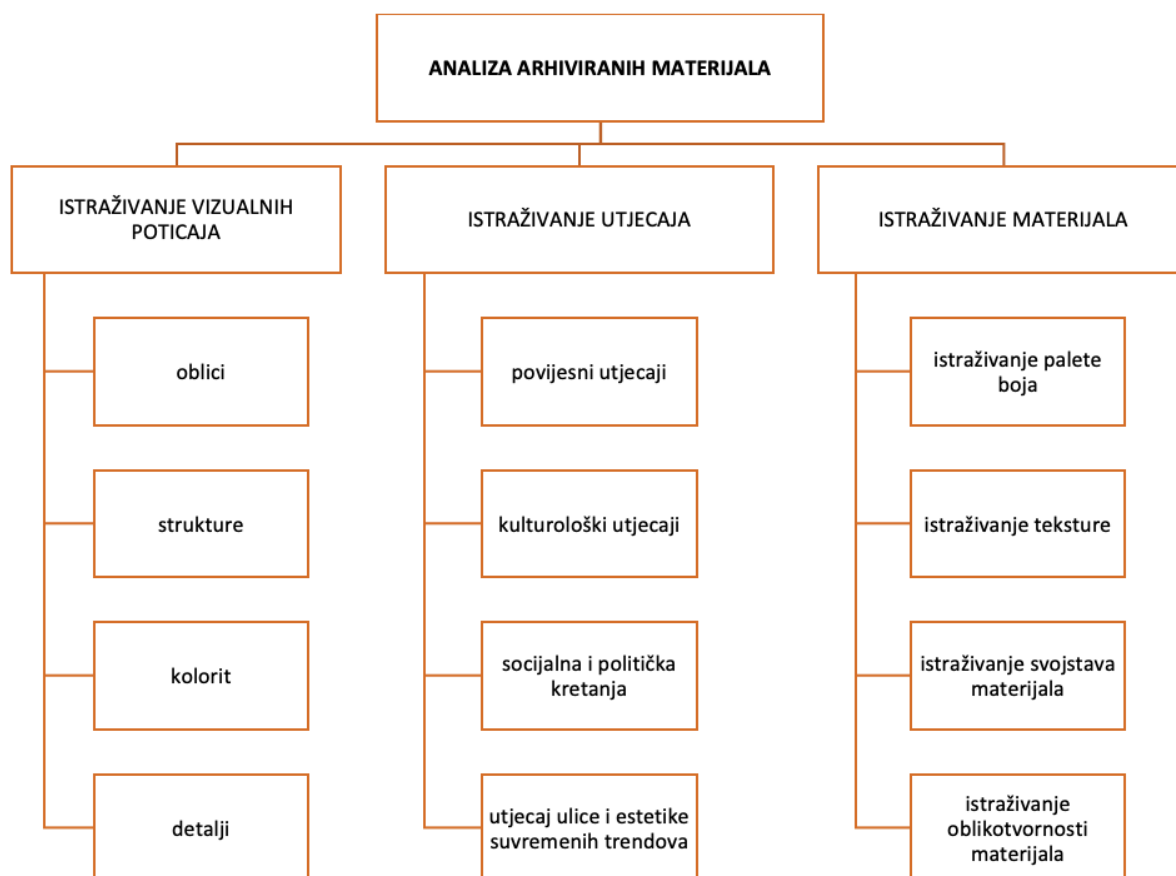 ANALIZA ARHIVIRANIH MATERIJALA
ISTRAŽIVANJE VIZUALNIH
POTICAJA
oblici
strukture
kolorit
detalji
ISTRAŽIVANJE UTJECAJA
povijesni utjecaji
kulturološki utjecaji
socijalna i politička
kretanja
utjecaj ulice i estetike
suvremenih trendova
ISTRAŽIVANJE MATERIJALA
istraživanje palete
boja
istraživanje teksture
istraživanje svojstava
materijala
istraživanje
oblikotvornosti
materijala